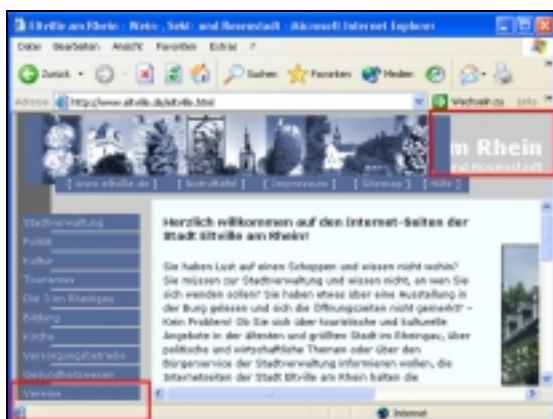 Eltville am Rhein - Wein-, Sekt- und Rosenstadt - Microsoft Internet Explorer
Datei Bearbeiten Ansicht Favoriten Extras ?
Zurück Suchen Favoriten Medien
Adresse http://www.eltville.de/eltville.html Wechseln zu Links
m Rhein
und Rosenstadt
[ www.eltville.de ] [ Notruftafel ] [ Impressum ] [ Sitemap ] [ Hilfe ]
Stadtverwaltung
Politik
Kultur
Tourismus
Die 3 im Rheingau
Bildung
Kirche
Versorgungsbetriebe
Gesundheitswesen
Vereine
Herzlich willkommen auf den Internet-Seiten der
Stadt Eltville am Rhein!
Sie haben Lust auf einen Schoppen und wissen nicht wohin?
Sie müssen zur Stadtverwaltung und wissen nicht, an wen Sie
sich wenden sollen? Sie haben etwas über eine Ausstellung in
der Burg gelesen und sich die Öffnungszeiten nicht gemerkt? -
Kein Problem! Ob Sie sich über touristische und kulturelle
Angebote in der ältesten und größten Stadt im Rheingau, über
politische und wirtschaftliche Themen oder über den
Bürgerservice der Stadtverwaltung informieren wollen, die
Internetseiten der Stadt Eltville am Rhein halten die
Internet